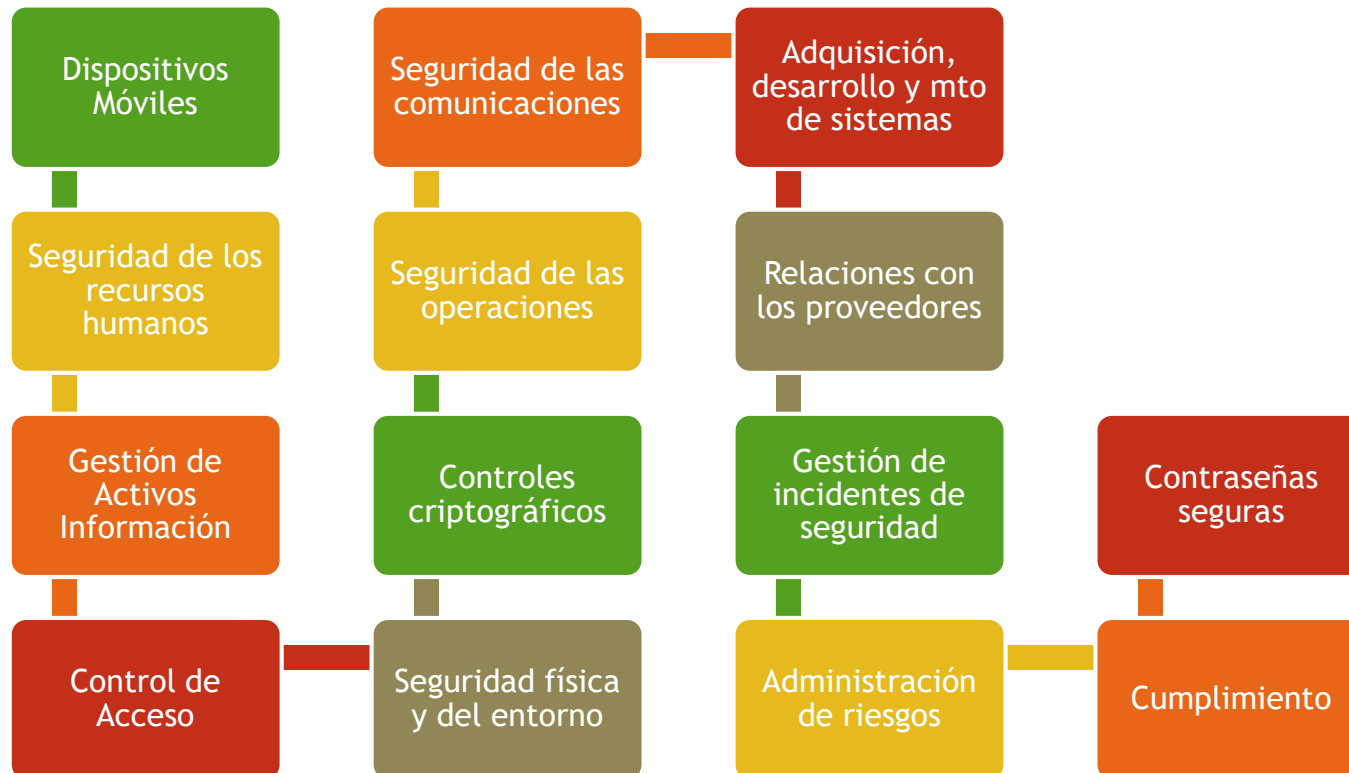 Dispositivos
Móviles
Seguridad de los
recursos
humanos
Gestión de
Activos
Información
Control de
Acceso
Seguridad física
y del entorno
Controles
criptográficos
Seguridad de las
operaciones
Seguridad de las
comunicaciones
Adquisición,
desarrollo y mto
de sistemas
Relaciones con
los proveedores
Gestión de
incidentes de
seguridad
Administración
de riesgos
Cumplimiento
Contraseñas
seguras